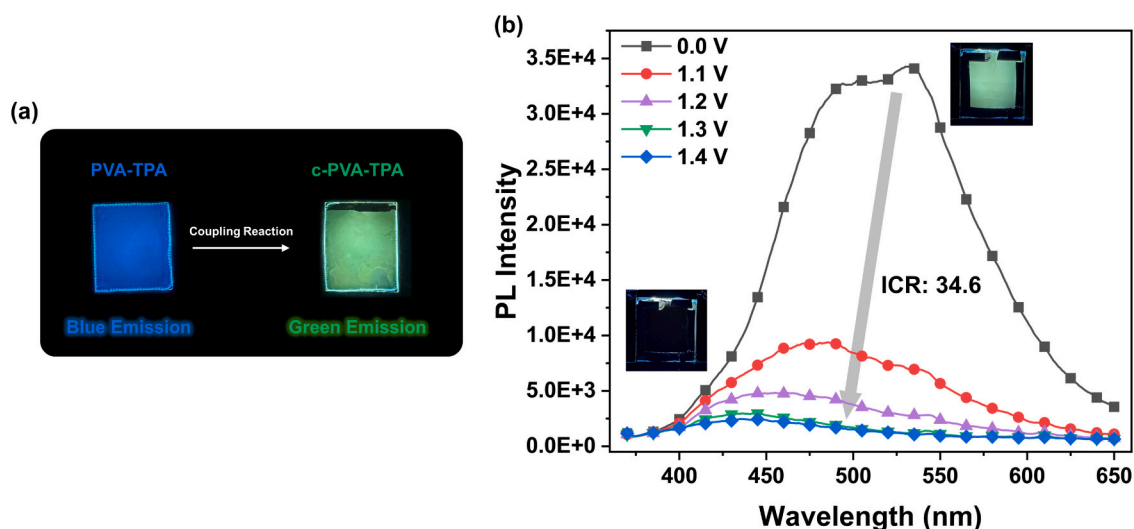 (a)
PVA-TPA
c-PVA-TPA
Coupling Reaction
Blue Emission
Green Emission
(b)
0.0 V
1.1 V
1.2 V
1.3 V
1.4 V
ICR: 34.6
PL Intensity
3.5E+4
3.0E+4
2.5E+4
2.0E+4
1.5E+4
1.0E+4
5.0E+3
0.0E+0
400
450
500
550
600
650
Wavelength (nm)